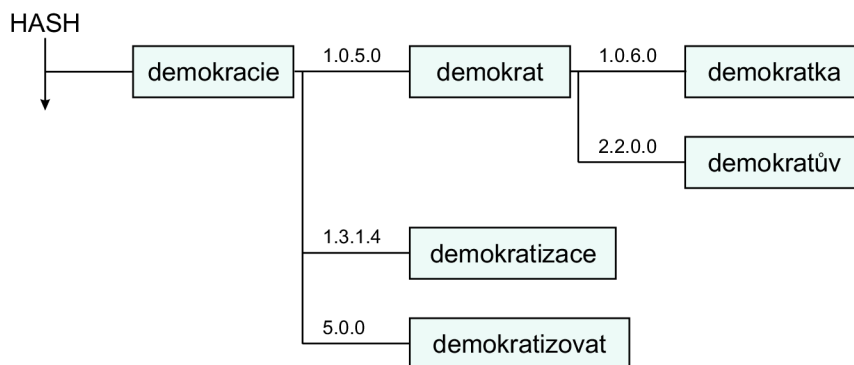 HASH
demokracie
1.0.5.0
demokrat
1.0.6.0
demokratka
2.2.0.0
demokratův
1.3.1.4
demokratizace
5.0.0
demokratizovat